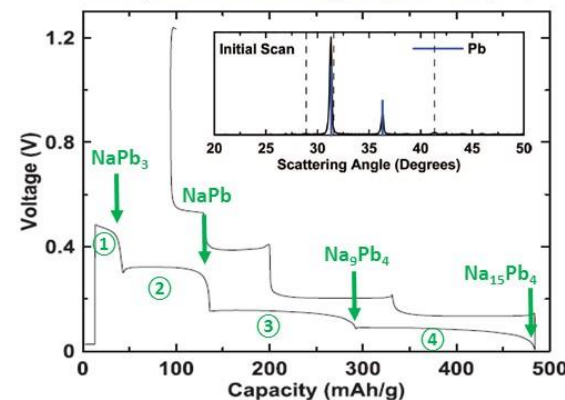 1.2
0.8
0.4
0
Voltage (V)
Initial Scan
Pb
20 25 30 35 40 45 50
Scattering Angle (Degrees)
NaPb₃
NaPb
Na₉Pb₄
Na₁₅Pb₄
①
②
③
④
0 100 200 300 400 500
Capacity (mAh/g)